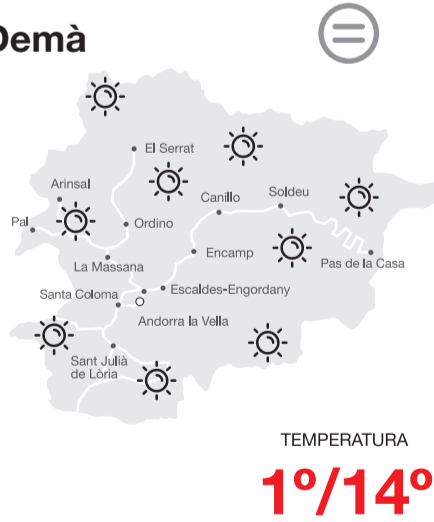 Demà
El Serrat
Arinsal
Canillo
Soldeu
Pal
Ordino
Encamp
La Massana
Pas de la Casa
Santa Coloma
Escaldes-Engordany
Andorra la Vella
Sant Julià
de Lòria
TEMPERATURA
1º/14º